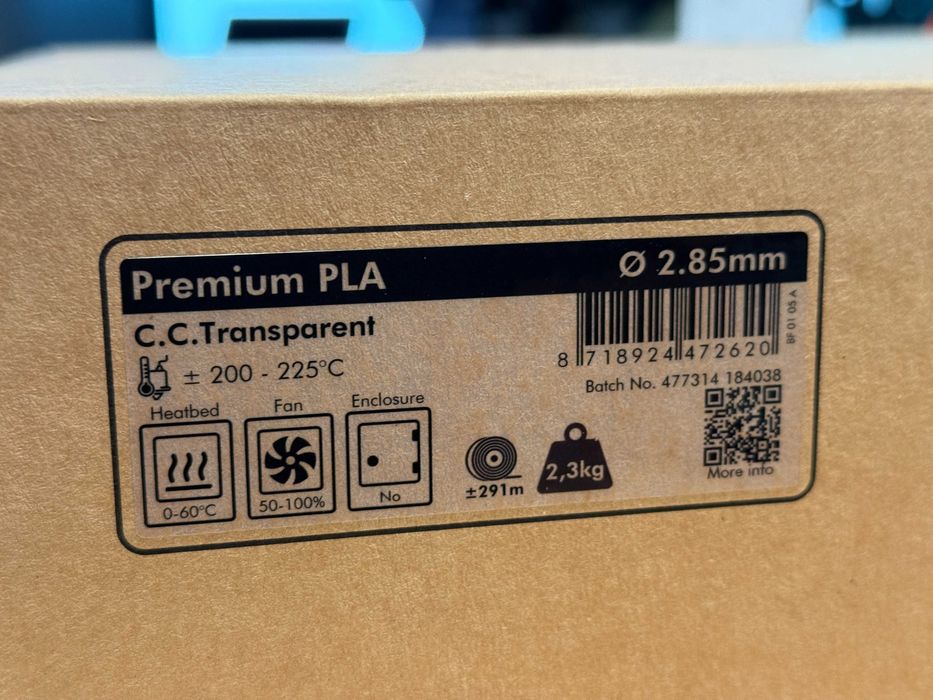 Premium PLA
Ø 2.85mm
C.C.Transparent
± 200 - 225°C
8 718924 472620
BF 01 05 A
Batch No. 477314 184038
Heatbed
0-60°C
Fan
50-100%
Enclosure
No
±291m
2,3kg
More info